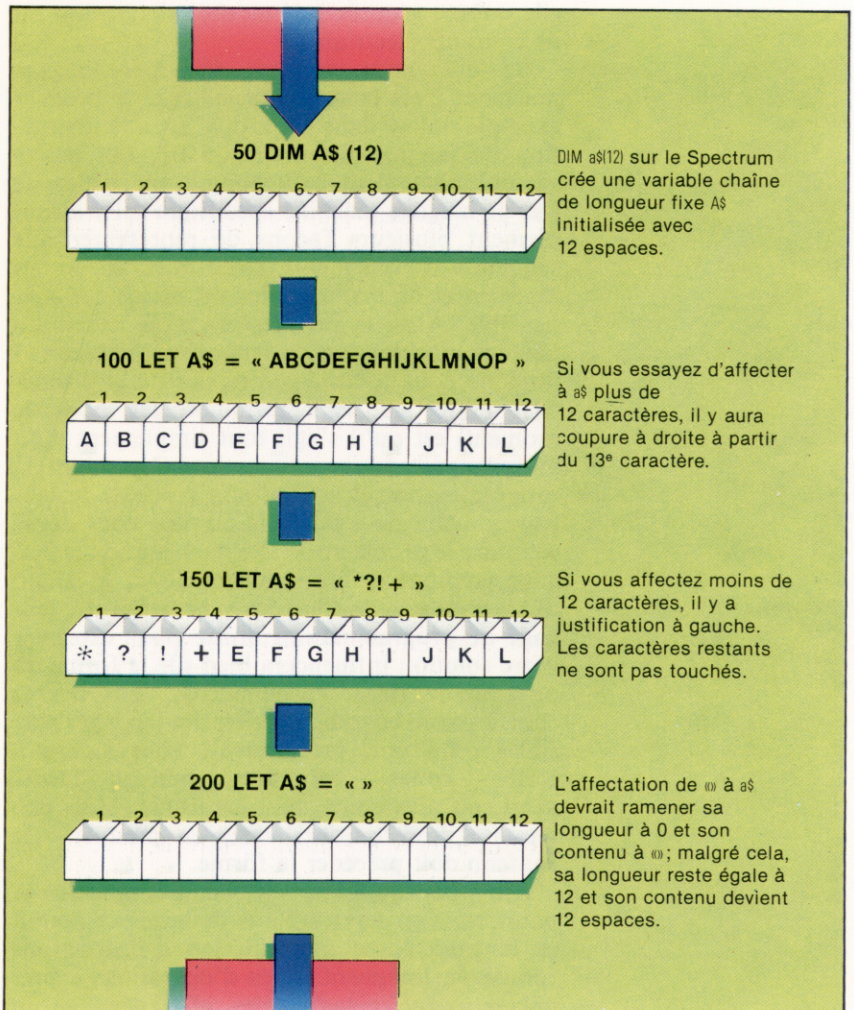 50 DIM A$ (12)
1 2 3 4 5 6 7 8 9 10 11 12
DIM a$(12) sur le Spectrum
crée une variable chaîne
de longueur fixe A$
initialisée avec
12 espaces.
100 LET A$ = « ABCDEFGHIJKLMNOP »
1 2 3 4 5 6 7 8 9 10 11 12
A B C D E F G H I J K L
Si vous essayez d'affecter
à a$ plus de
12 caractères, il y aura
coupure à droite à partir
du 13e caractère.
150 LET A$ = « *?! + »
1 2 3 4 5 6 7 8 9 10 11 12
* ? ! + E F G H I J K L
Si vous affectez moins de
12 caractères, il y a
justification à gauche.
Les caractères restants
ne sont pas touchés.
200 LET A$ = « »
1 2 3 4 5 6 7 8 9 10 11 12
L'affectation de «» à a$
devrait ramener sa
longueur à 0 et son
contenu à «» ; malgré cela,
sa longueur reste égale à
12 et son contenu devient
12 espaces.